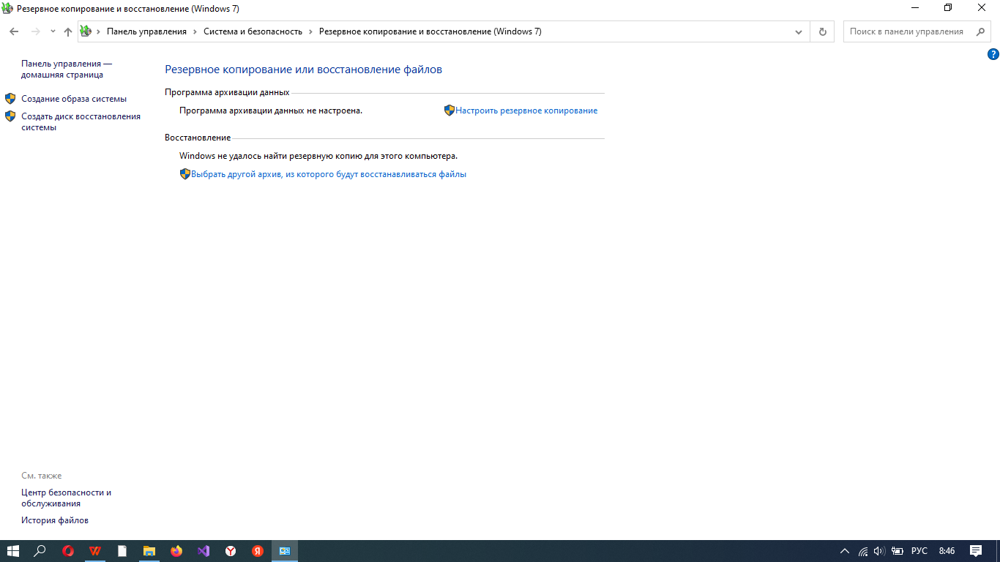 Резервное копирование и восстановление (Windows 7)
Панель управления › Система и безопасность › Резервное копирование и восстановление (Windows 7)
Поиск в панели управления
?
Панель управления —
домашняя страница
Создание образа системы
Создать диск восстановления
системы
Резервное копирование или восстановление файлов
Программа архивации данных
Программа архивации данных не настроена.
Настроить резервное копирование
Восстановление
Windows не удалось найти резервную копию для этого компьютера.
Выбрать другой архив, из которого будут восстанавливаться файлы
См. также
Центр безопасности и
обслуживания
История файлов
РУС
8:46